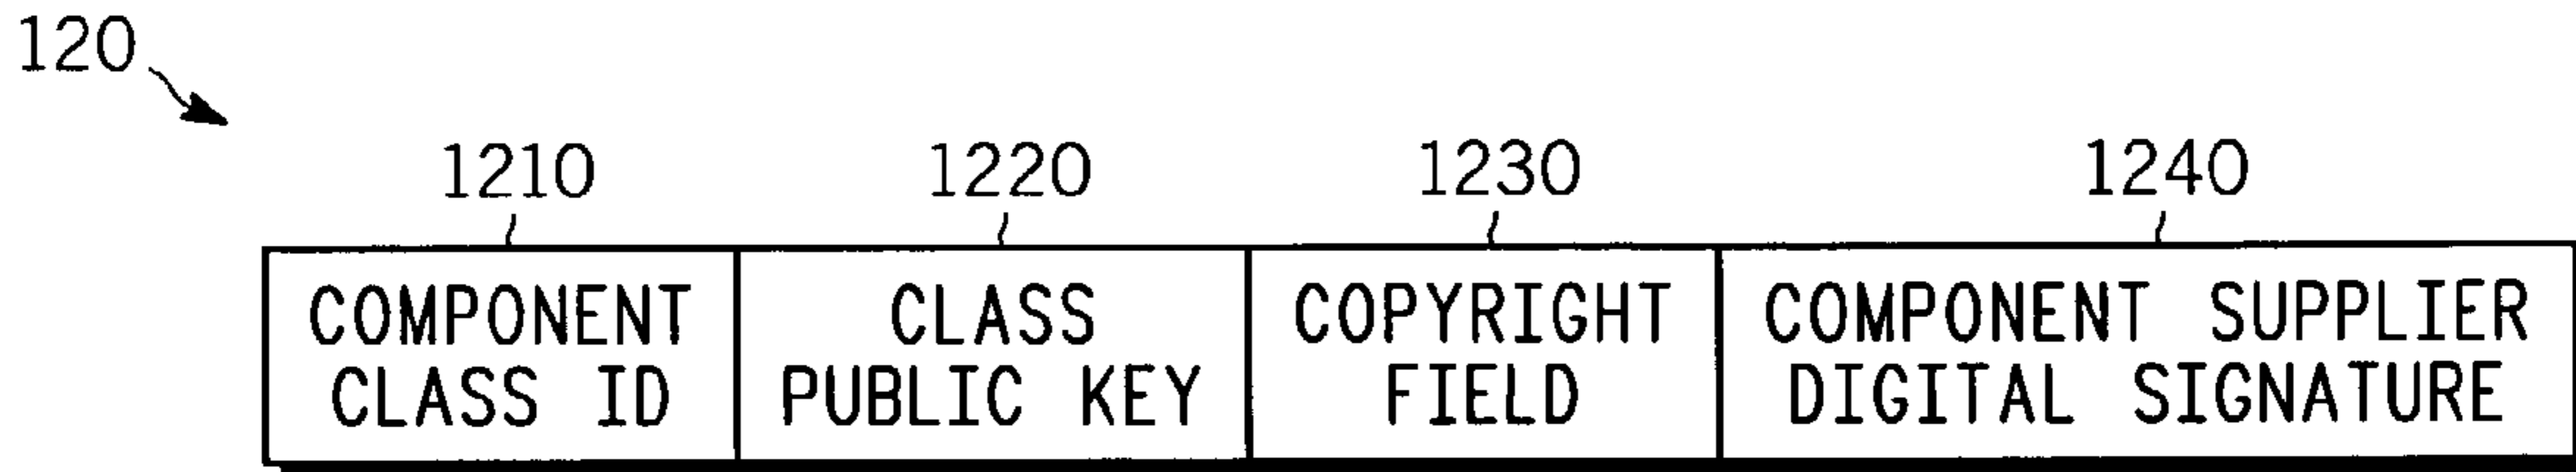 120
1210 1220 1230 1240
COMPONENT CLASS COPYRIGHT COMPONENT SUPPLIER
CLASS ID PUBLIC KEY FIELD DIGITAL SIGNATURE